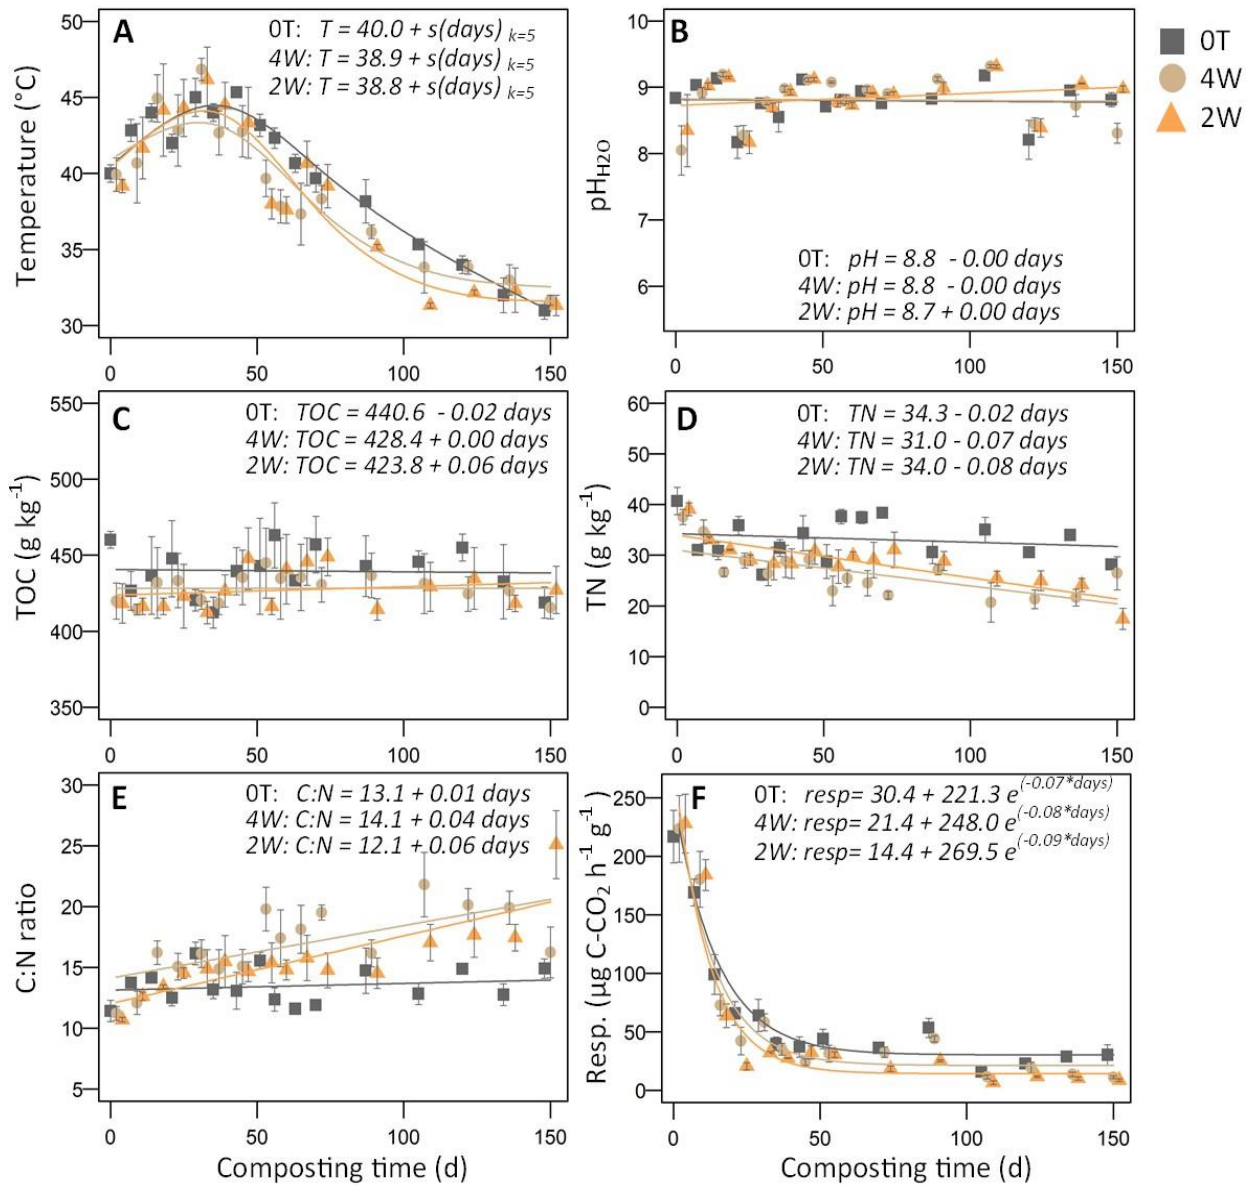 A
0T: T = 40.0 + s(days) k=5
4W: T = 38.9 + s(days) k=5
2W: T = 38.8 + s(days) k=5
Temperature (°C)
50
45
40
35
30
0 50 100 150
B
0T: pH = 8.8 - 0.00 days
4W: pH = 8.8 - 0.00 days
2W: pH = 8.7 + 0.00 days
pHH2O
10
9
8
7
6
0 50 100 150
0T
4W
2W
C
0T: TOC = 440.6 - 0.02 days
4W: TOC = 428.4 + 0.00 days
2W: TOC = 423.8 + 0.06 days
TOC (g kg-1)
550
500
450
400
350
0 50 100 150
D
0T: TN = 34.3 - 0.02 days
4W: TN = 31.0 - 0.07 days
2W: TN = 34.0 - 0.08 days
TN (g kg-1)
60
50
40
30
20
10
0
0 50 100 150
E
0T: C:N = 13.1 + 0.01 days
4W: C:N = 14.1 + 0.04 days
2W: C:N = 12.1 + 0.06 days
C:N ratio
30
25
20
15
10
5
0 50 100 150
Composting time (d)
F
0T: resp= 30.4 + 221.3 e(-0.07*days)
4W: resp= 21.4 + 248.0 e(-0.08*days)
2W: resp= 14.4 + 269.5 e(-0.09*days)
Resp. (µg C-CO2 h-1 g-1)
250
200
150
100
50
0
0 50 100 150
Composting time (d)